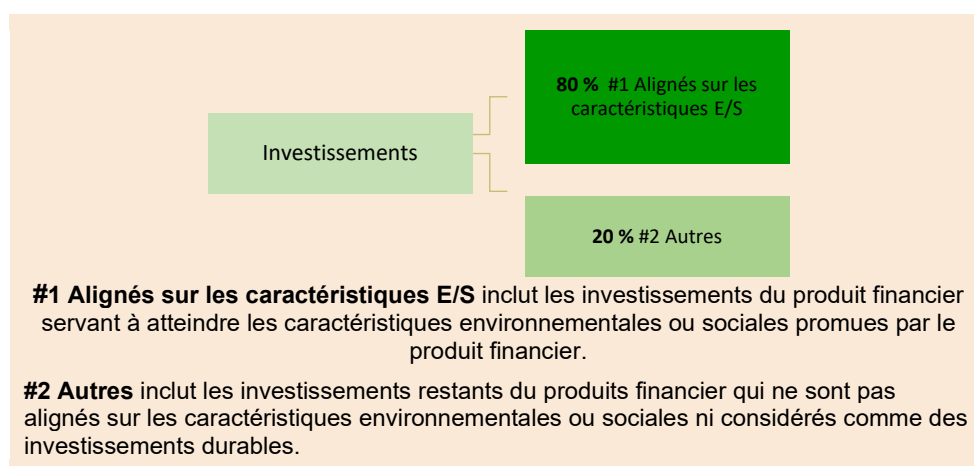 80 % #1 Alignés sur les
caractéristiques E/S
Investissements
20 % #2 Autres
#1 Alignés sur les caractéristiques E/S inclut les investissements du produit financier
servant à atteindre les caractéristiques environnementales ou sociales promues par le
produit financier.
#2 Autres inclut les investissements restants du produits financier qui ne sont pas
alignés sur les caractéristiques environnementales ou sociales ni considérés comme des
investissements durables.